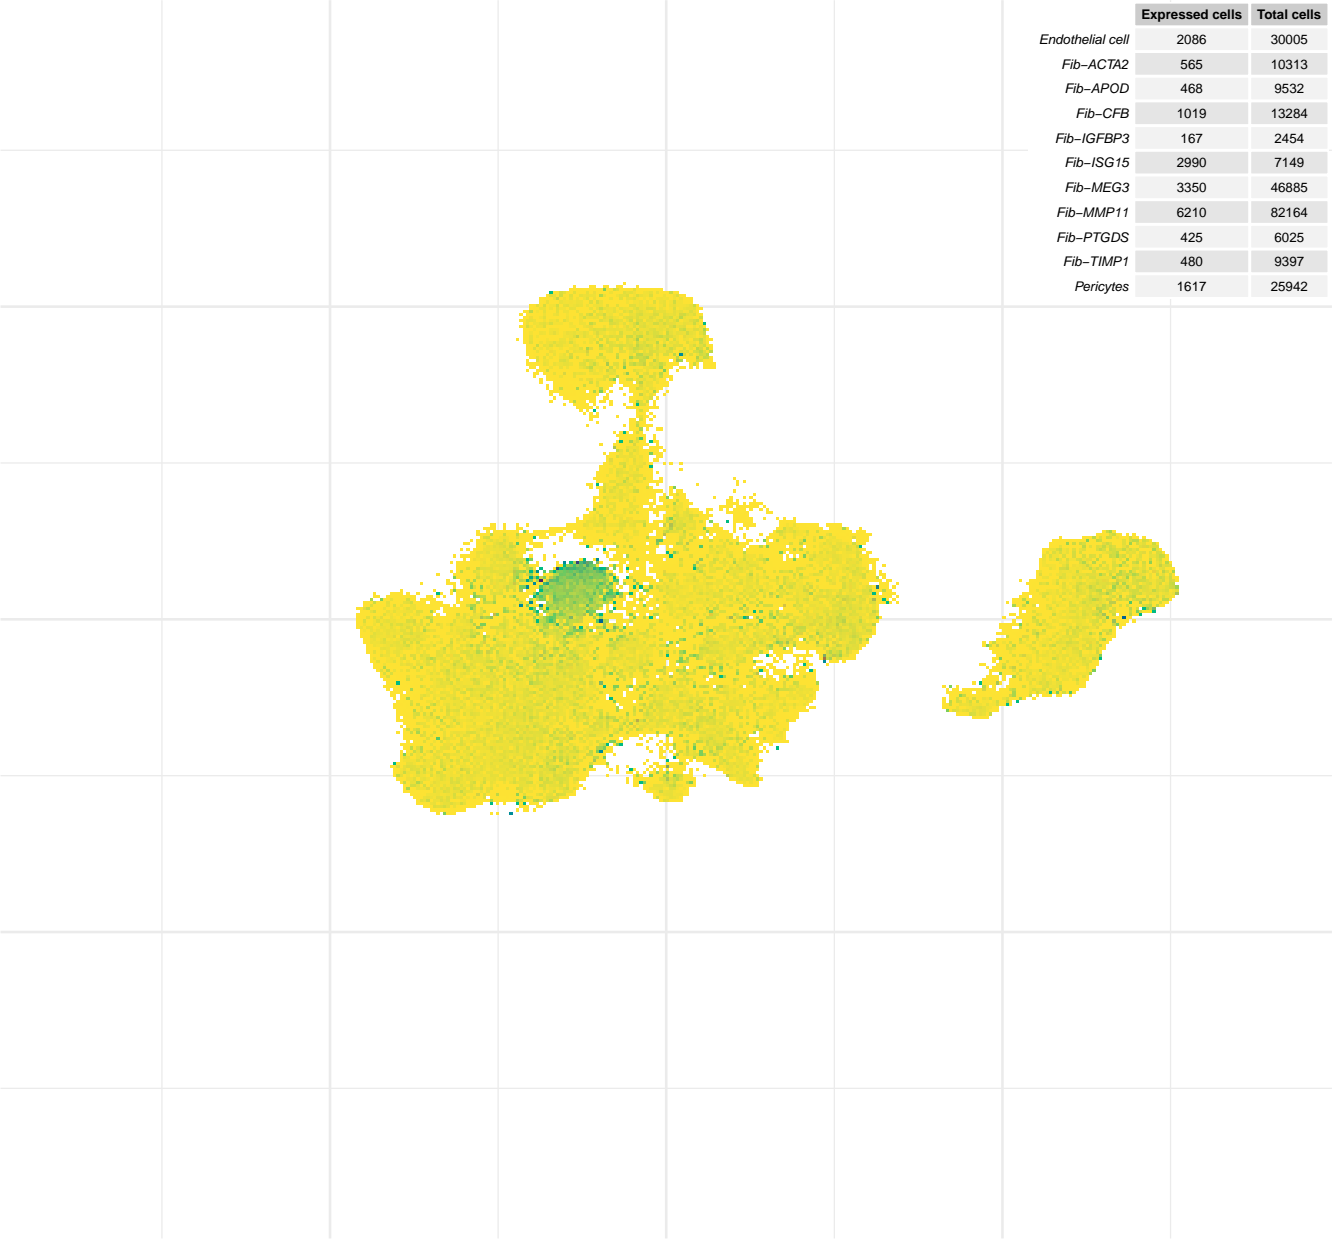 Expressed cells Total cells
Endothelial cell 2086 30005
Fib−ACTA2 565 10313
Fib−APOD 468 9532
Fib−CFB 1019 13284
Fib−IGFBP3 167 2454
Fib−ISG15 2990 7149
Fib−MEG3 3350 46885
Fib−MMP11 6210 82164
Fib−PTGDS 425 6025
Fib−TIMP1 480 9397
Pericytes 1617 25942